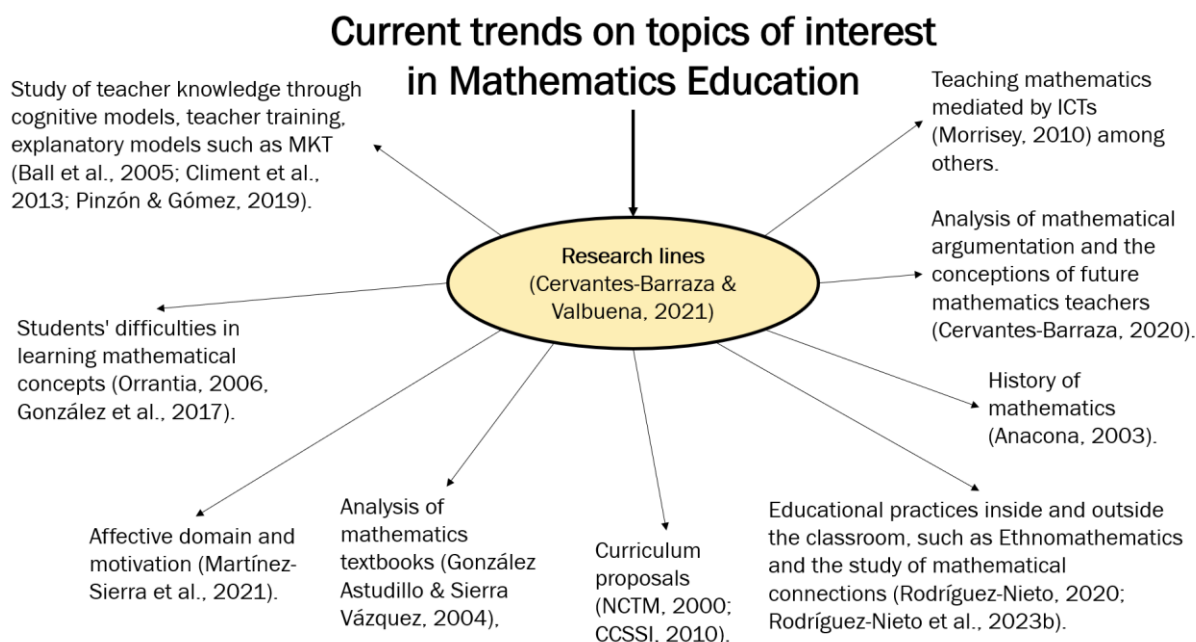 Current trends on topics of interest
in Mathematics Education
Study of teacher knowledge through
cognitive models, teacher training,
explanatory models such as MKT
(Ball et al., 2005; Climent et al.,
2013; Pinzón & Gómez, 2019).
Teaching mathematics
mediated by ICTs
(Morrisey, 2010) among
others.
Research lines
(Cervantes-Barraza &
Valbuena, 2021)
Analysis of mathematical
argumentation and the
conceptions of future
mathematics teachers
(Cervantes-Barraza, 2020).
Students' difficulties in
learning mathematical
concepts (Orrantia, 2006,
González et al., 2017).
History of
mathematics
(Anacona, 2003).
Affective domain and
motivation (Martínez-
Sierra et al., 2021).
Analysis of
mathematics
textbooks (González
Astudillo & Sierra
Vázquez, 2004),
Curriculum
proposals
(NCTM, 2000;
CCSSI, 2010).
Educational practices inside and outside
the classroom, such as Ethnomathematics
and the study of mathematical
connections (Rodríguez-Nieto, 2020;
Rodríguez-Nieto et al., 2023b).